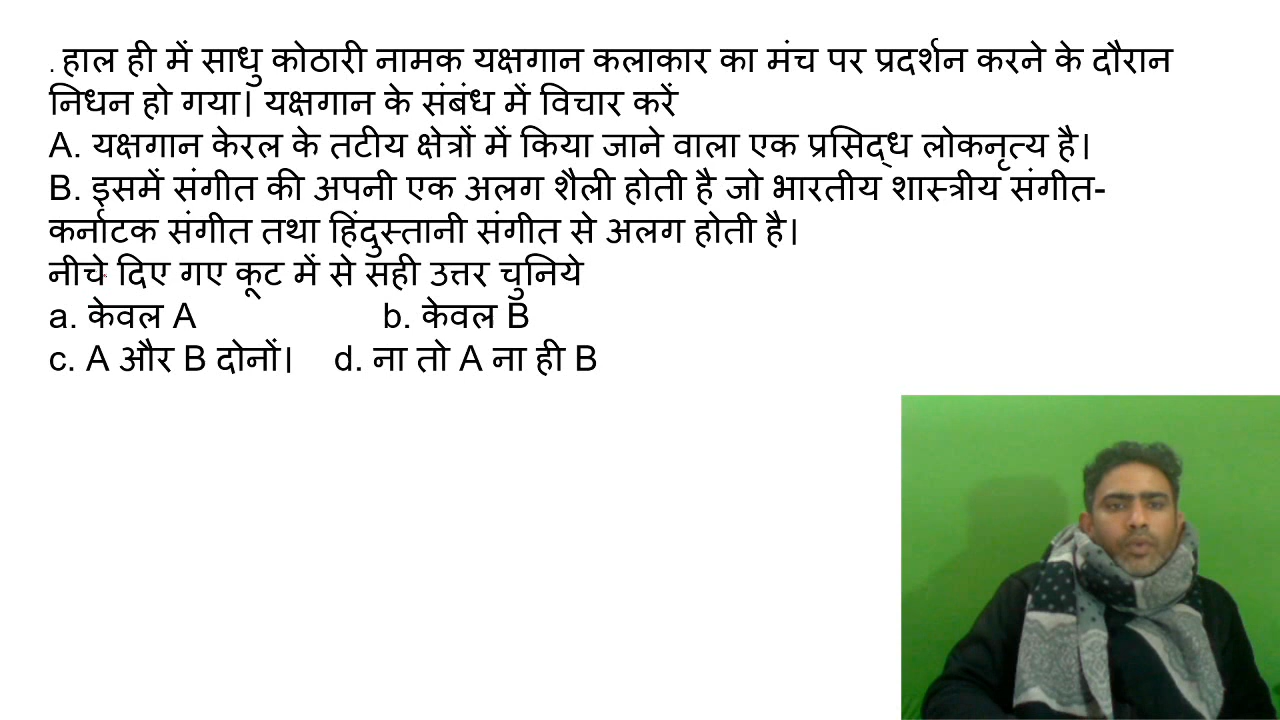 . हाल ही में साधु कोठारी नामक यक्षगान कलाकार का मंच पर प्रदर्शन करने के दौरान
निधन हो गया। यक्षगान के संबंध में विचार करें
A. यक्षगान केरल के तटीय क्षेत्रों में किया जाने वाला एक प्रसिद्ध लोकनृत्य है।
B. इसमें संगीत की अपनी एक अलग शैली होती है जो भारतीय शास्त्रीय संगीत-
कर्नाटक संगीत तथा हिंदुस्तानी संगीत से अलग होती है।
नीचे दिए गए कूट में से सही उत्तर चुनिये
a. केवल A b. केवल B
c. A और B दोनों। d. ना तो A ना ही B